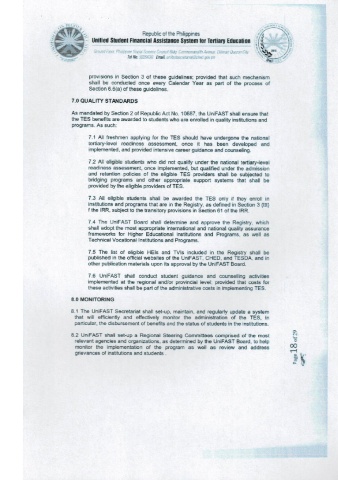 Republic of the Philippines
Unified Student Financial Assistance System for Tertiary Education
provisions in Section 3 of these guidelines; provided that such mechanism
shall be conducted once every Calendar Year as part of the process of
Section 6.6(a) of these guidelines.
7.0 QUALITY STANDARDS
As mandated by Section 2 of Republic Act No. 10687, the UniFAST shall ensure that
the TES benefits are awarded to students who are enrolled in quality institutions and
programs. As such:
7.1 All freshmen applying for the TES should have undergone the national
tertiary-level readiness assessment, once it has been developed and
implemented, and provided intensive career guidance and counselling.
7.2 All eligible students who did not qualify under the national tertiary-level
readiness assessment, once implemented, but qualified under the admission
and retention policies of the eligible TES providers shall be subjected to
bridging programs and other appropriate support systems that shall be
provided by the eligible providers of TES.
7.3 All eligible students shall be awarded the TES only if they enroll in
institutions and programs that are in the Registry, as defined in Section 3 (ttt)
f the IRR, subject to the transitory provisions in Section 61 of the IRR.
7.4 The UniFAST Board shall determine and approve the Registry, which
shall adopt the most appropriate international and national quality assurance
frameworks for Higher Educational Institutions and Programs, as well as
Technical Vocational Institutions and Programs.
7.5 The list of eligible HEIs and TVIs included in the Registry shall be
published in the official websites of the UniFAST, CHED, and TESDA, and in
other publication materials upon its approval by the UniFAST Board.
7.6 UniFAST shall conduct student guidance and counselling activities
implemented at the regional and/or provincial level, provided that costs for
these activities shall be part of the administrative costs in implementing TES.
8.0 MONITORING
8.1 The UniFAST Secretariat shall set-up, maintain, and regularly update a system
that will efficiently and effectively monitor the administration of the TES, in
particular, the disbursement of benefits and the status of students in the institutions.
8.2 UniFAST shall set-up a Regional Steering Committees comprised of the most
relevant agencies and organizations, as determined by the UniFAST Board, to help
monitor the implementation of the program as well as review and address
grievances of institutions and students.
Page 18 of 29